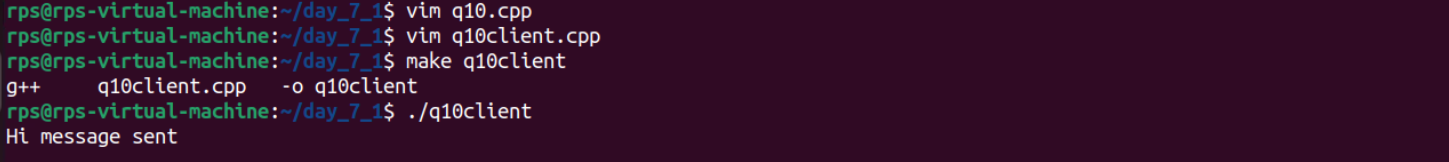 rps@rps-virtual-machine:~/day_7_1$ vim q10.cpp
rps@rps-virtual-machine:~/day_7_1$ vim q10client.cpp
rps@rps-virtual-machine:~/day_7_1$ make q10client
g++     q10client.cpp   -o q10client
rps@rps-virtual-machine:~/day_7_1$ ./q10client
Hi message sent